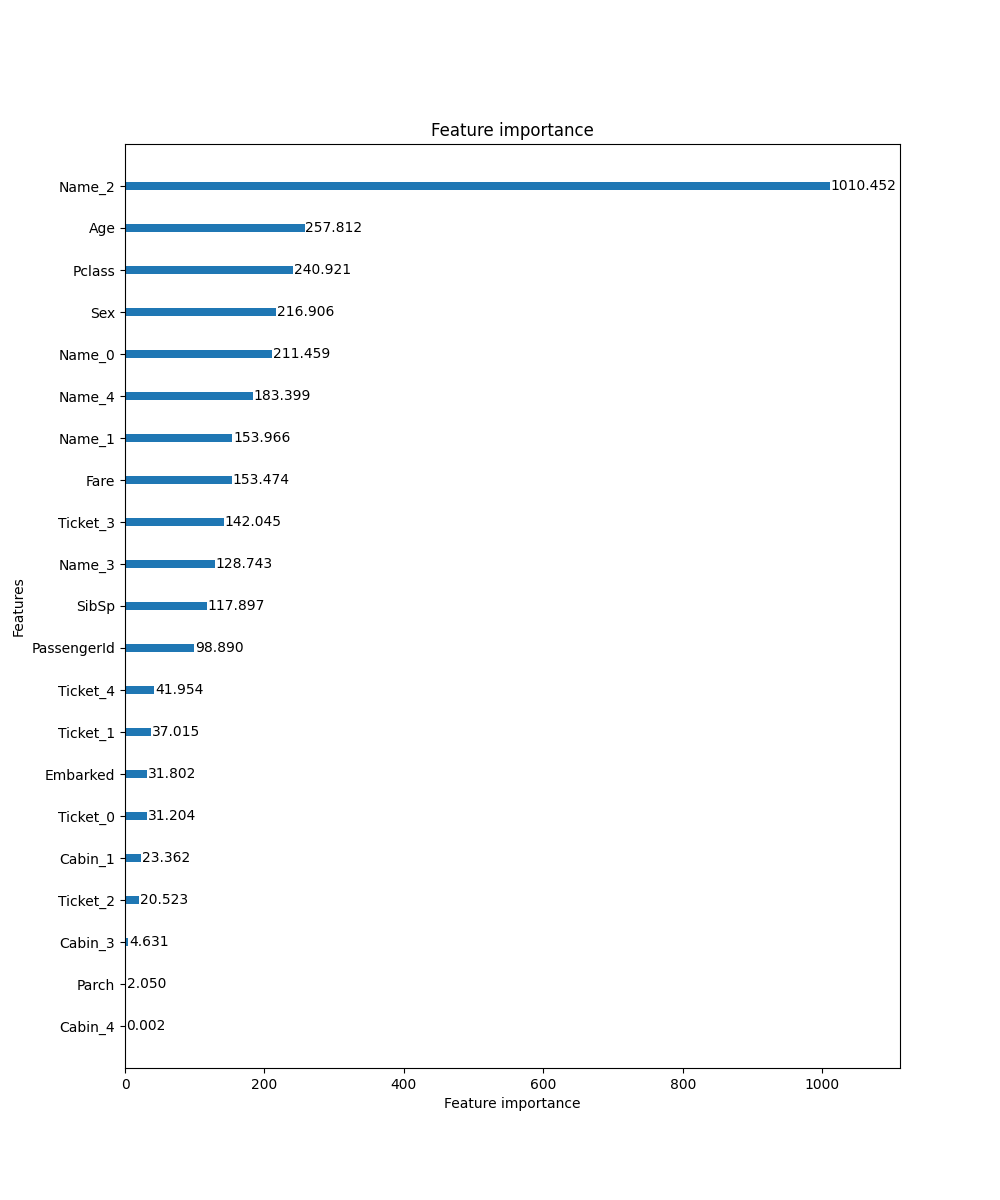 Feature importance
Name_2 1010.452
Age 257.812
Pclass 240.921
Sex 216.906
Name_0 211.459
Name_4 183.399
Name_1 153.966
Fare 153.474
Ticket_3 142.045
Name_3 128.743
SibSp 117.897
PassengerId 98.890
Ticket_4 41.954
Ticket_1 37.015
Embarked 31.802
Ticket_0 31.204
Cabin_1 23.362
Ticket_2 20.523
Cabin_3 4.631
Parch 2.050
Cabin_4 0.002
Features
0 200 400 600 800 1000
Feature importance